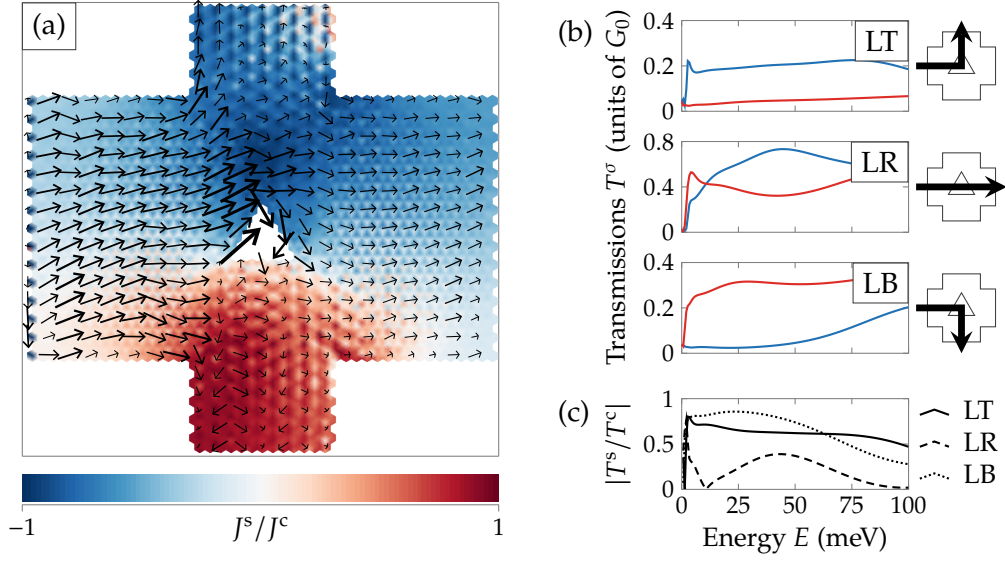 (a)
−1
1
J^s/J^c
(b)
Transmissions T^σ (units of G_0)
0.4
0.2
0
LT
0.8
0.4
0
LR
0.4
0.2
0
LB
(c)
|T^s/T^c|
1
0.5
0
0
25
50
75
100
Energy E (meV)
LT
LR
LB